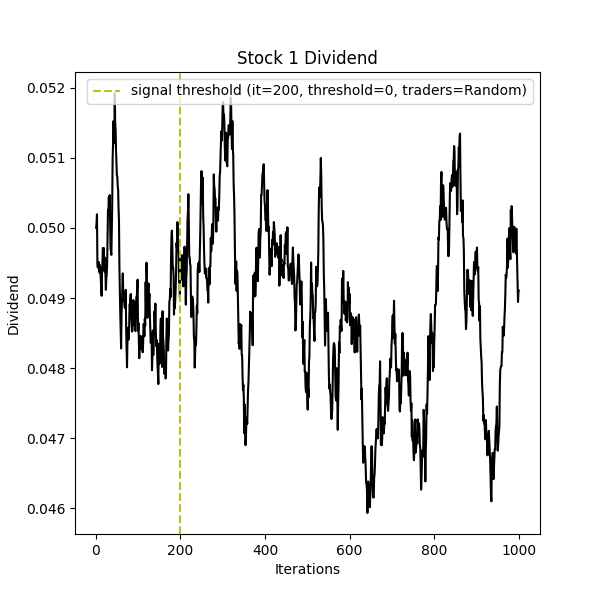 Stock 1 Dividend
signal threshold (it=200, threshold=0, traders=Random)
0.052
0.051
0.050
0.049
0.048
0.047
0.046
Dividend
0 200 400 600 800 1000
Iterations